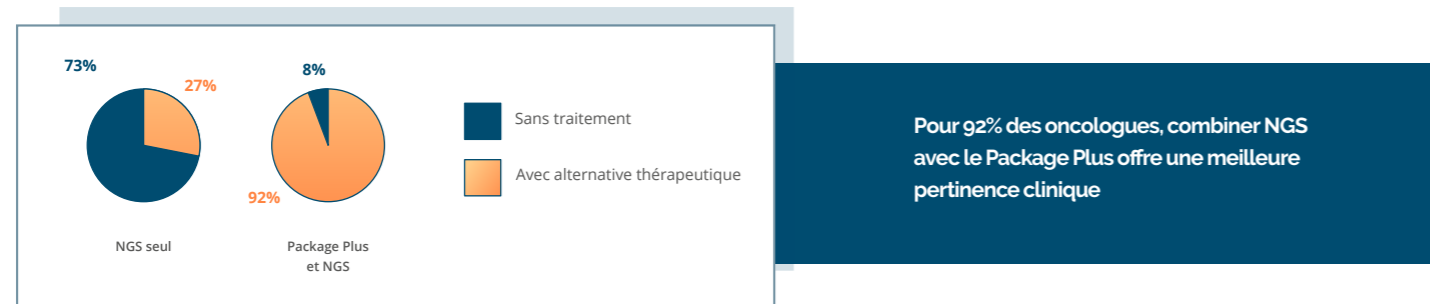 73%
27%
8%
92%
NGS seul
Package Plus
et NGS
Sans traitement
Avec alternative thérapeutique
Pour 92% des oncologues, combiner NGS
avec le Package Plus offre une meilleure
pertinence clinique